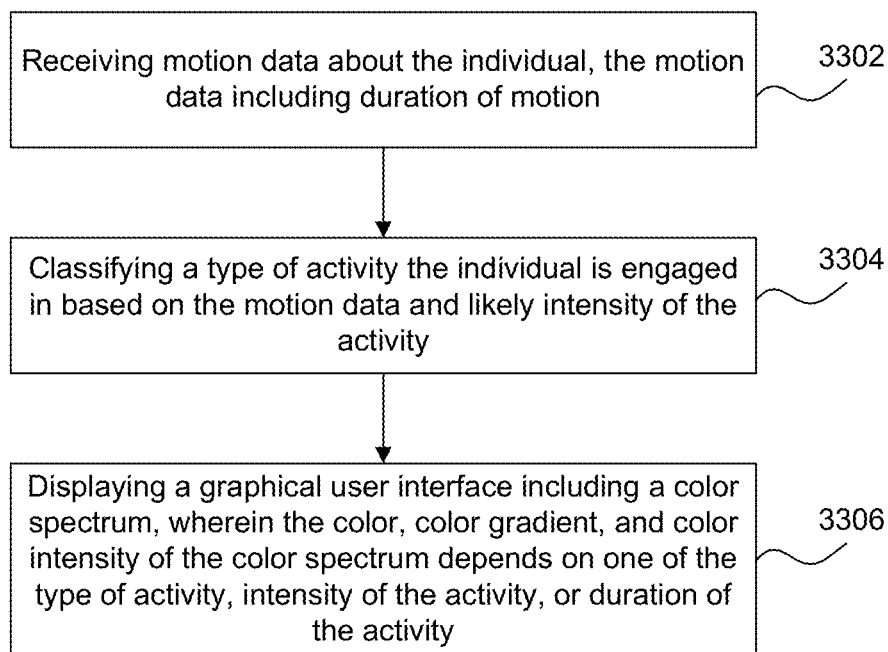 Receiving motion data about the individual, the motion
data including duration of motion
3302
Classifying a type of activity the individual is engaged
in based on the motion data and likely intensity of the
activity
3304
Displaying a graphical user interface including a color
spectrum, wherein the color, color gradient, and color
intensity of the color spectrum depends on one of the
type of activity, intensity of the activity, or duration of
the activity
3306